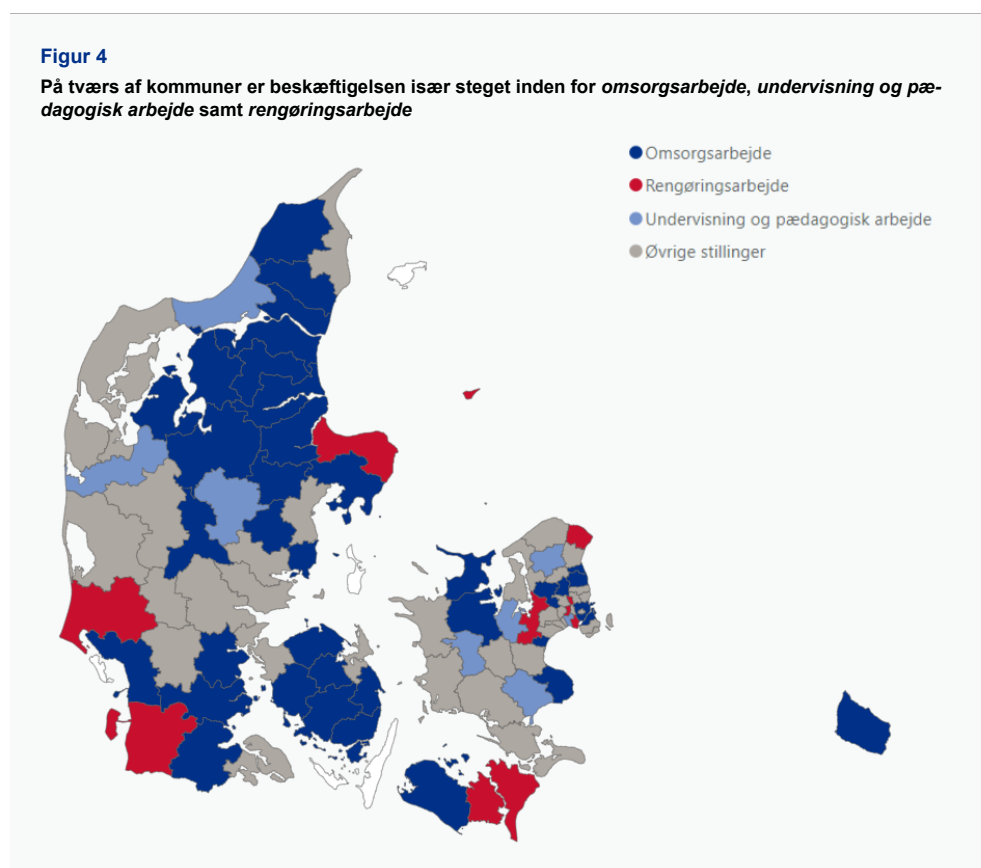 Figur 4
På tværs af kommuner er beskæftigelsen især steget inden for omsorgsarbejde, undervisning og pæ-
dagogisk arbejde samt rengøringsarbejde
Omsorgsarbejde
Rengøringsarbejde
Undervisning og pædagogisk arbejde
Øvrige stillinger